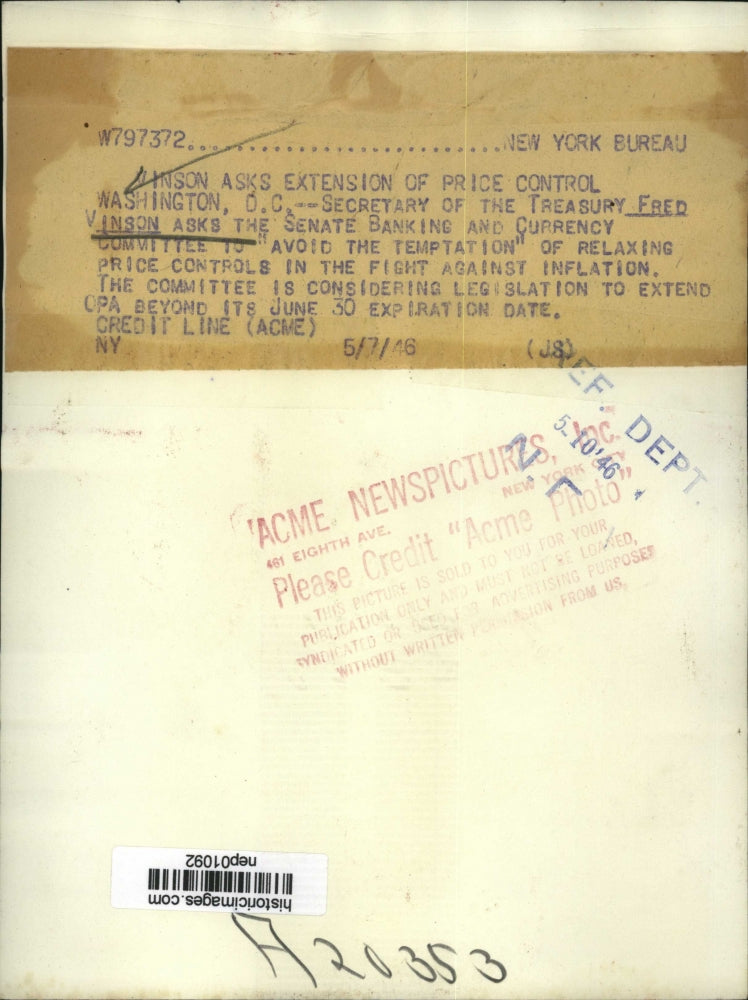 W797372............................NEW YORK BUREAU
VINSON ASKS EXTENSION OF PRICE CONTROL
WASHINGTON, D.C.--SECRETARY OF THE TREASURY FRED
VINSON ASKS THE SENATE BANKING AND CURRENCY
COMMITTEE TO "AVOID THE TEMPTATION" OF RELAXING
PRICE CONTROLS IN THE FIGHT AGAINST INFLATION.
THE COMMITTEE IS CONSIDERING LEGISLATION TO EXTEND
OPA BEYOND ITS JUNE 30 EXPIRATION DATE.
CREDIT LINE (ACME)
NY 5/7/46 (JS)
REF. DEPT.
5-10'46
N.
ACME NEWSPICTURES, Inc.
461 EIGHTH AVE. NEW YORK CITY
Please Credit "Acme Photo"
THIS PICTURE IS SOLD TO YOU FOR YOUR
PUBLICATION ONLY AND MUST NOT BE LOANED,
SYNDICATED OR USED FOR ADVERTISING PURPOSES
WITHOUT WRITTEN PERMISSION FROM US.
historicimages.com
nep01092
A20353